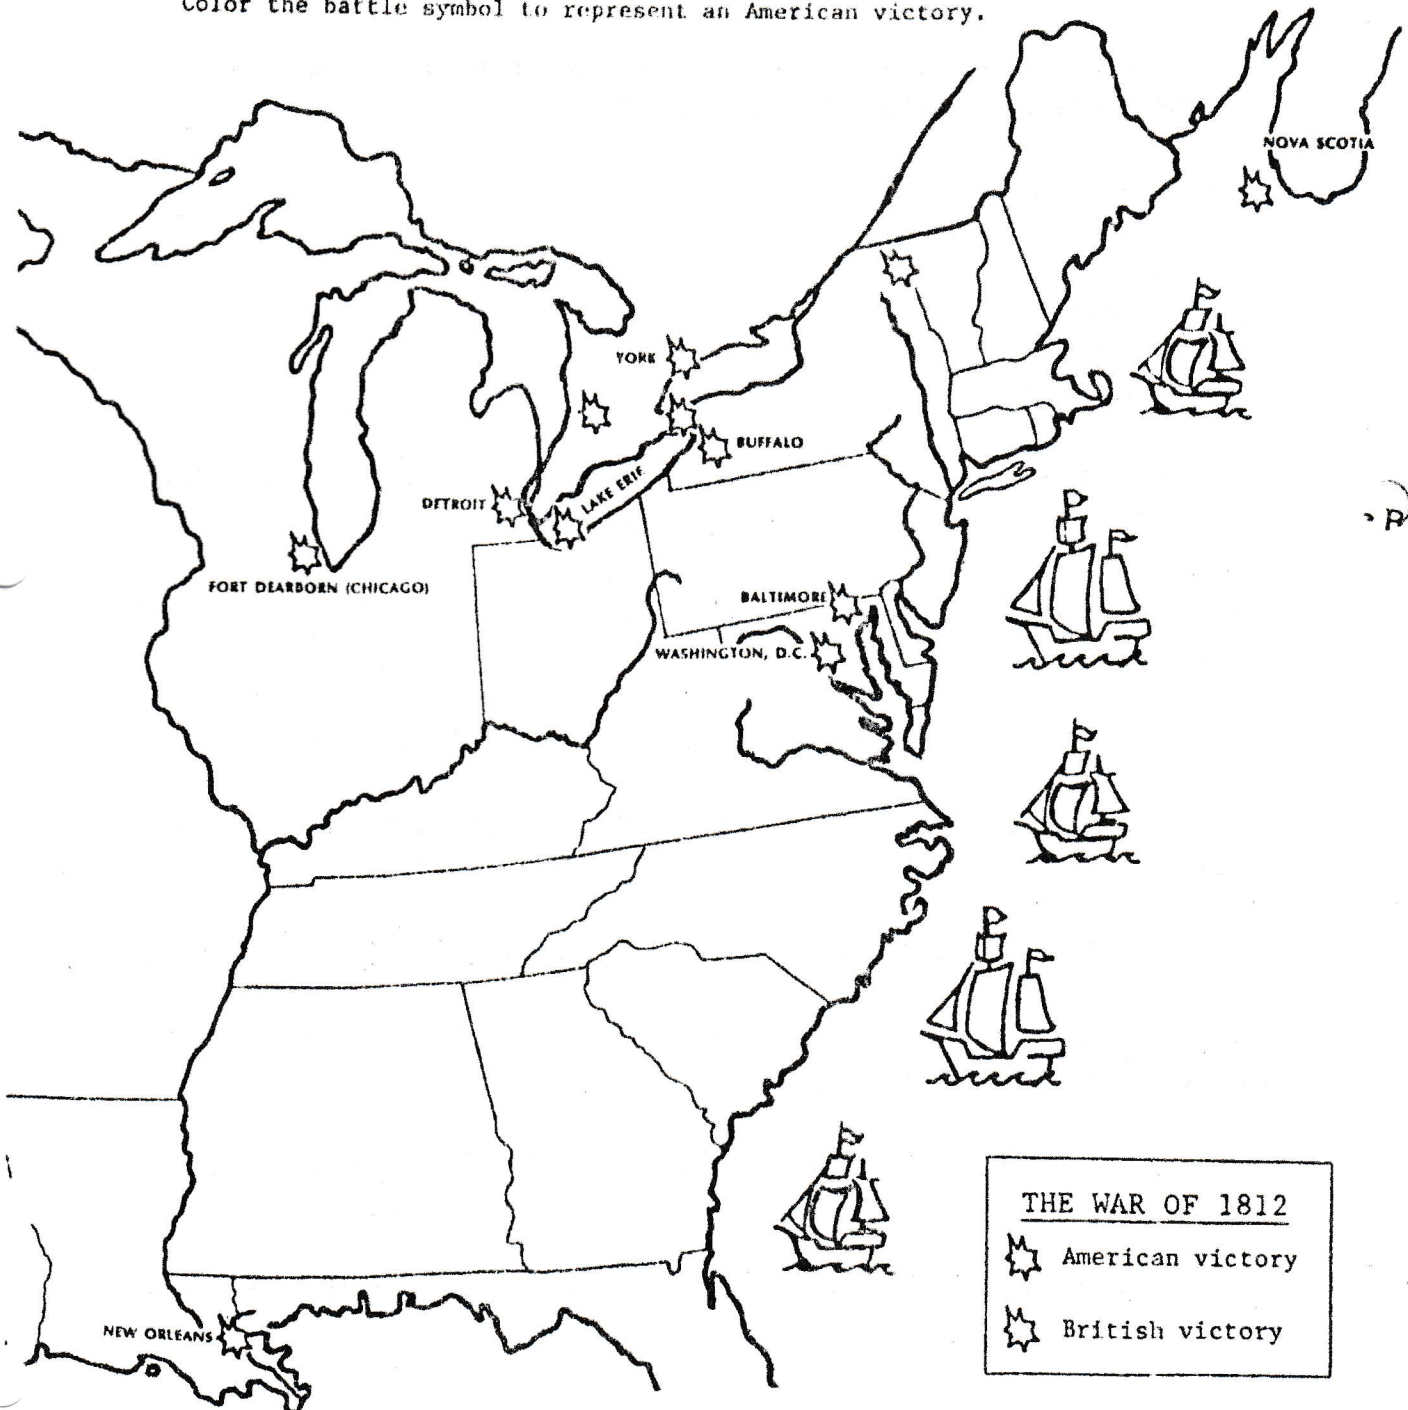 Color the battle symbol to represent an American victory.
NOVA SCOTIA
YORK
BUFFALO
LAKE ERIE
DETROIT
FORT DEARBORN (CHICAGO)
BALTIMORE
WASHINGTON, D.C.
THE WAR OF 1812
American victory
British victory
NEW ORLEANS